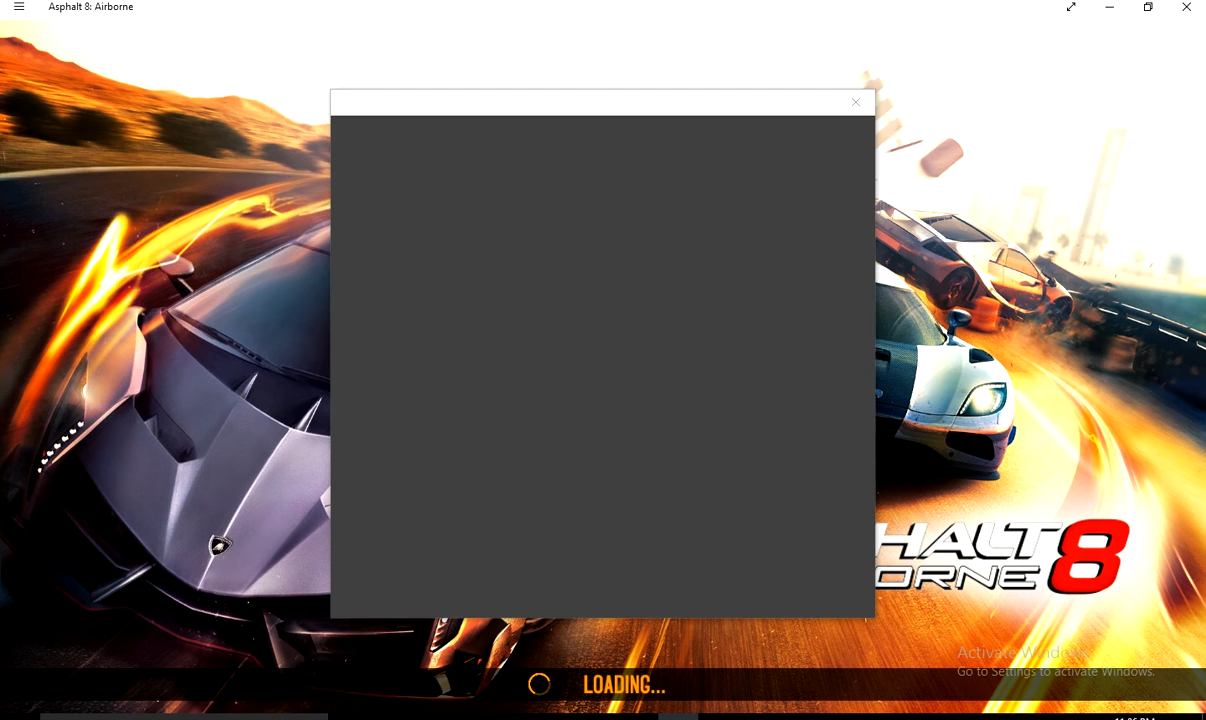 Asphalt 8: Airborne
HALT 8
ORNE
Activate Windows
Go to Settings to activate Windows.
LOADING...